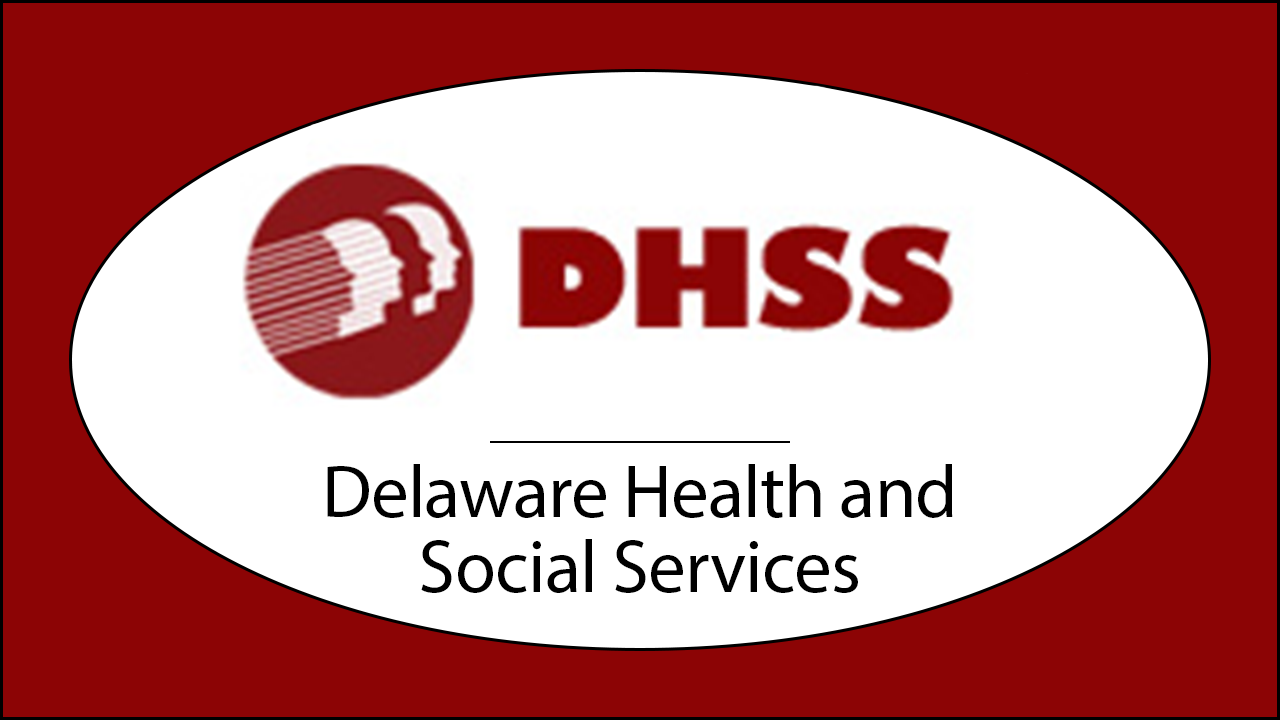 DHSS
Delaware Health and
Social Services